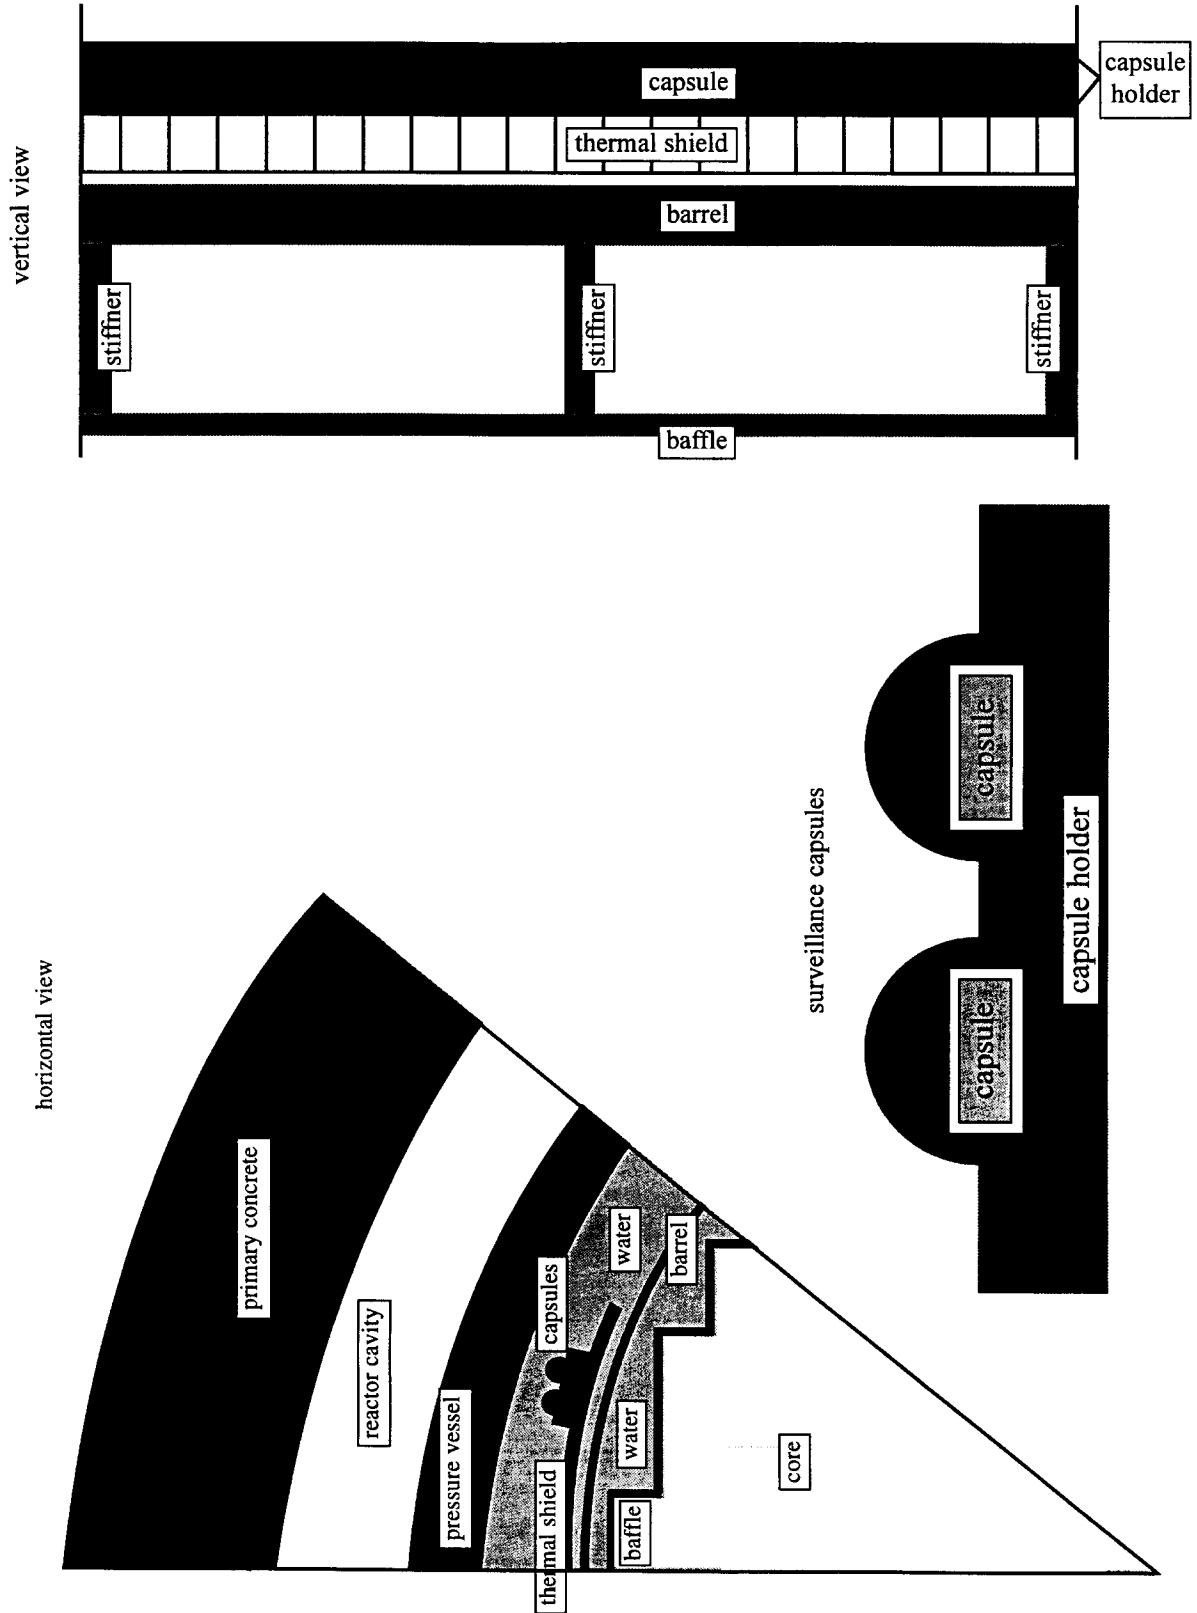 vertical view
capsule
capsule
holder
thermal shield
barrel
stiffner
stiffner
stiffner
baffle
surveillance capsules
capsule
capsule
capsule holder
horizontal view
primary concrete
reactor cavity
pressure vessel
capsules
water
barrel
thermal shield
water
baffle
core